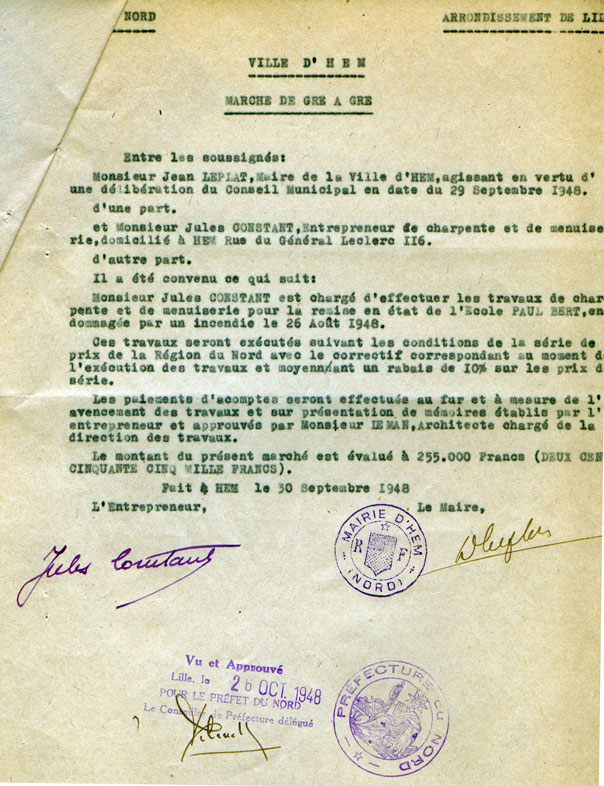 NORD
ARRONDISSEMENT DE LIL
VILLE D'HEM
MARCHE DE GRE A GRE
Entre les soussignés:
Monsieur Jean LEPLAT,Maire de la Ville d'HEM,agissant en vertu d'
une délibération du Conseil Municipal en date du 29 Septembre I948.
d'une part.
et Monsieur Jules CONSTANT,Entrepreneur de charpente et de menuise
rie,domicilié à HEM Rue du Général Leclerc II6.
d'autre part.
Il a été convenu ce qui suit:
Monsieur Jules CONSTANT est chargé d'effectuer les travaux de char
pente et de menuiserie pour la remise en état de l'Ecole PAUL BERT,en
dommagée par un incendie le 26 Août I948.
Ces travaux seront exécutés suivant les conditions de la série de
prix de la Région du Nord avec le correctif correspondant au moment d
l'exécution des travaux et moyennant un rabais de I0% sur les prix d
série.
Les paiements d'acomptes seront effectués au fur et à mesure de l'
avencement des travaux et sur présentation de mémoires établis par l'
entrepreneur et approuvés par Monsieur LEMAN,Architecte chargé de la
direction des travaux.
Le montant du présent marché est évalué à 255.000 Francs (DEUX CEN
CINQUANTE CINQ MILLE FRANCS).
Fait à HEM le 30 Septembre I948
L'Entrepreneur,
Le Maire,
Jules Constant
MAIRIE D'HEM
R F
(NORD)
Vu et Approuvé
Lille, le 26 OCT. 1948
POUR LE PRÉFET DU NORD
Le Conseiller de Préfecture délégué
PRÉFECTURE DU NORD